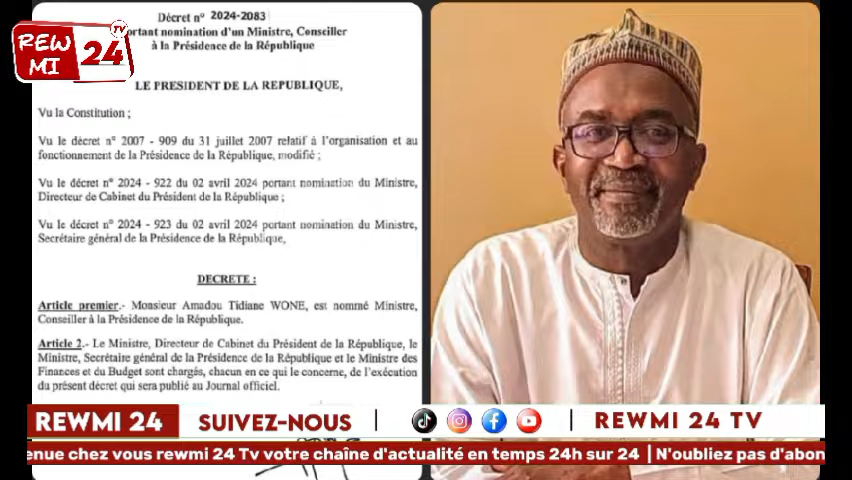 REWMI
24
TV
Décret n° 2024-2083
portant nomination d'un Ministre, Conseiller
à la Présidence de la République
LE PRESIDENT DE LA REPUBLIQUE,
Vu la Constitution ;
Vu le décret n° 2007 - 909 du 31 juillet 2007 relatif à l'organisation et au
fonctionnement de la Présidence de la République, modifié ;
Vu le décret n° 2024 - 922 du 02 avril 2024 portant nomination du Ministre,
Directeur de Cabinet du Président de la République ;
Vu le décret n° 2024 - 923 du 02 avril 2024 portant nomination du Ministre,
Secrétaire général de la Présidence de la République,
DECRETE :
Article premier.- Monsieur Amadou Tidiane WONE, est nommé Ministre,
Conseiller à la Présidence de la République.
Article 2.- Le Ministre, Directeur de Cabinet du Président de la République, le
Ministre, Secrétaire général de la Présidence de la République et le Ministre des
Finances et du Budget sont chargés, chacun en ce qui le concerne, de l'exécution
du présent décret qui sera publié au Journal officiel.
REWMI 24 SUIVEZ-NOUS | | REWMI 24 TV
enue chez vous rewmi 24 Tv votre chaîne d'actualité en temps 24h sur 24 | N'oubliez pas d'abon